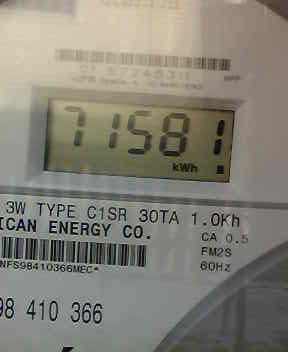 71581
kWh
3W TYPE C1SR 30TA 1.0Kh
ICAN ENERGY CO.
CA 0.5
FM2S
NFS98410366MEC*
60Hz
98 410 366